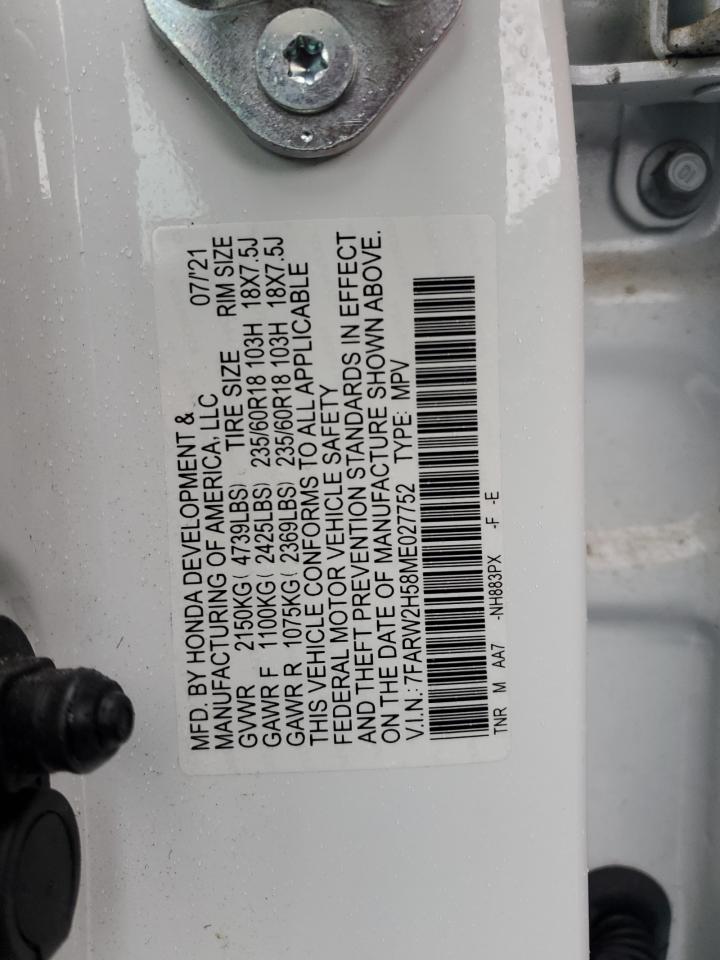 MFD. BY HONDA DEVELOPMENT &
MANUFACTURING OF AMERICA, LLC 07/'21
GVWR 2150KG( 4739LBS) TIRE SIZE RIM SIZE
GAWR F 1100KG( 2425LBS) 235/60R18 103H 18X7.5J
GAWR R 1075KG( 2369LBS) 235/60R18 103H 18X7.5J
THIS VEHICLE CONFORMS TO ALL APPLICABLE
FEDERAL MOTOR VEHICLE SAFETY
AND THEFT PREVENTION STANDARDS IN EFFECT
ON THE DATE OF MANUFACTURE SHOWN ABOVE.
V.I.N.: 7FARW2H58ME027752 TYPE: MPV
TNR M AA7 -NH883PX -F -E